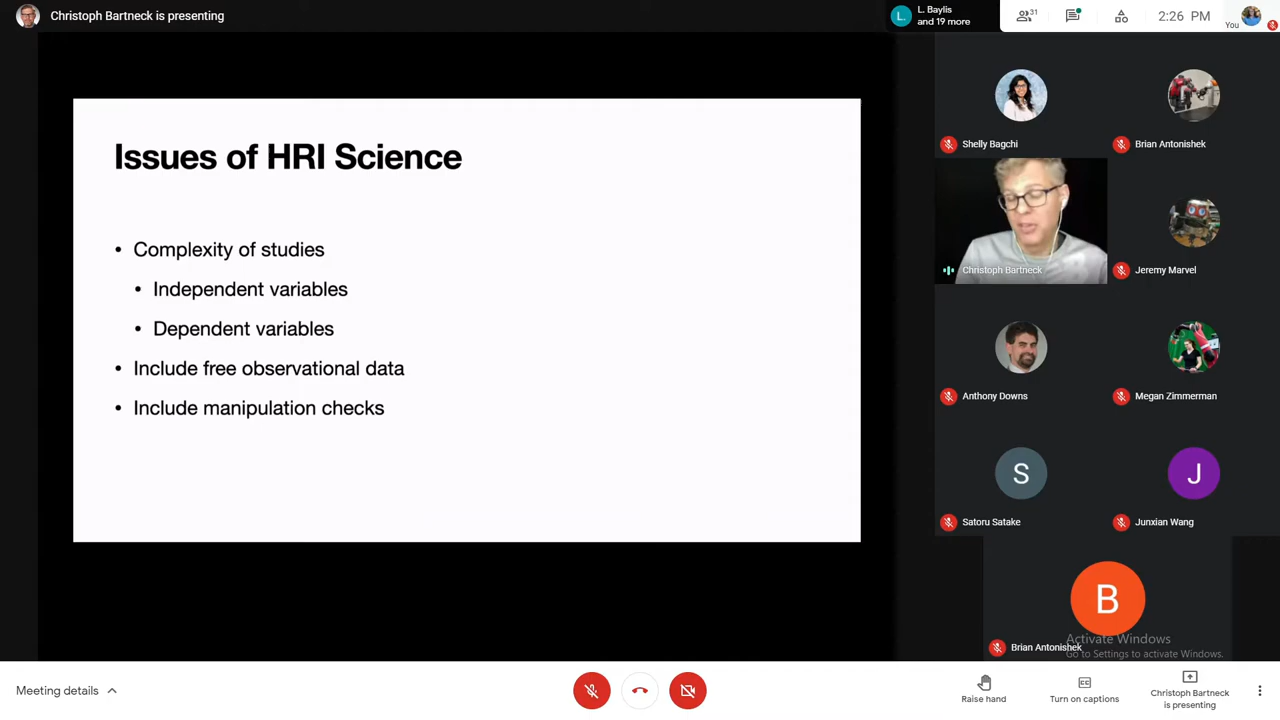 Christoph Bartneck is presenting
L.
L. Baylis
and 19 more
31
2:26 PM
You
Issues of HRI Science
• Complexity of studies
• Independent variables
• Dependent variables
• Include free observational data
• Include manipulation checks
Shelly Bagchi
Brian Antonishek
Christoph Bartneck
Jeremy Marvel
Anthony Downs
Megan Zimmerman
S
J
Satoru Satake
Junxian Wang
B
Brian Antonishek
Activate Windows
Go to Settings to activate Windows.
Meeting details
Raise hand
CC
Turn on captions
Christoph Bartneck
is presenting